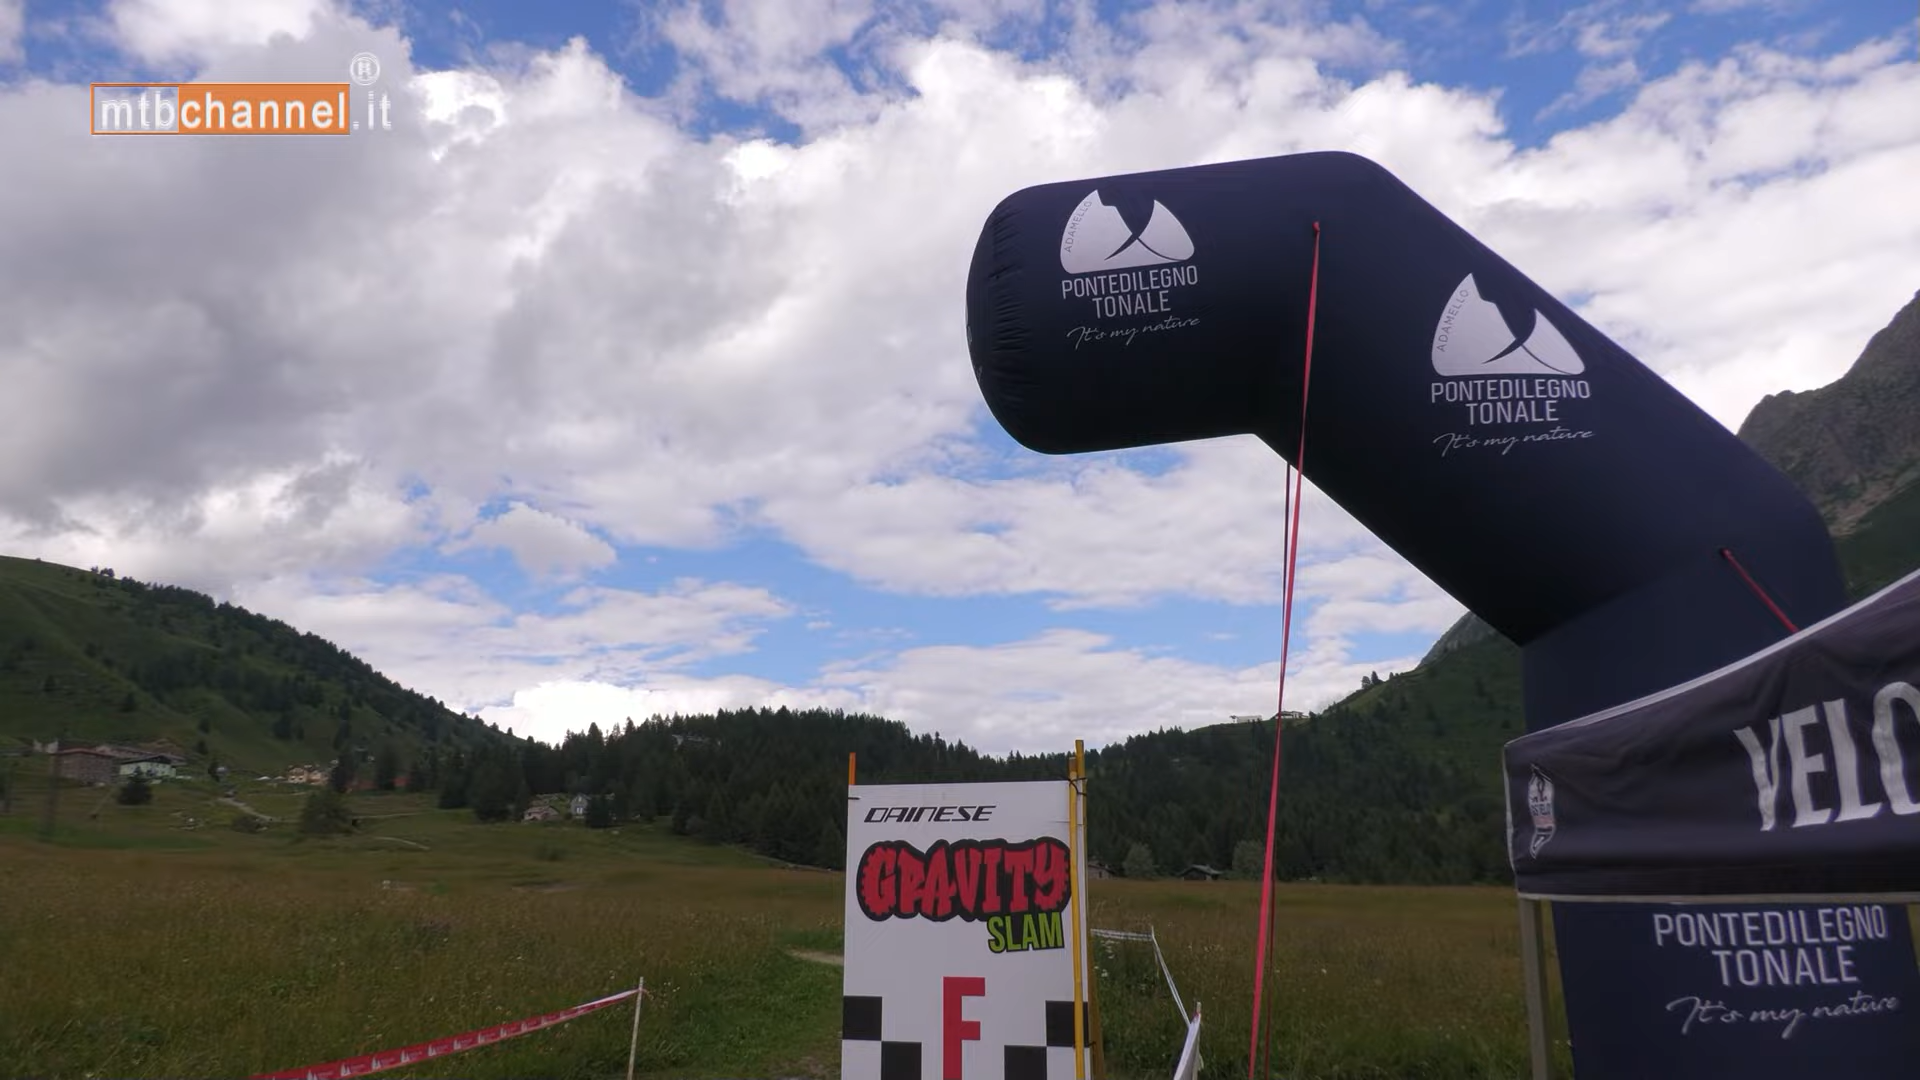 mtbchannel.it
®
ADAMELLO
PONTEDILEGNO
TONALE
It's my nature
ADAMELLO
PONTEDILEGNO
TONALE
It's my nature
DAINESE
GRAVITY
SLAM
F
VELO
PONTEDILEGNO
TONALE
It's my nature